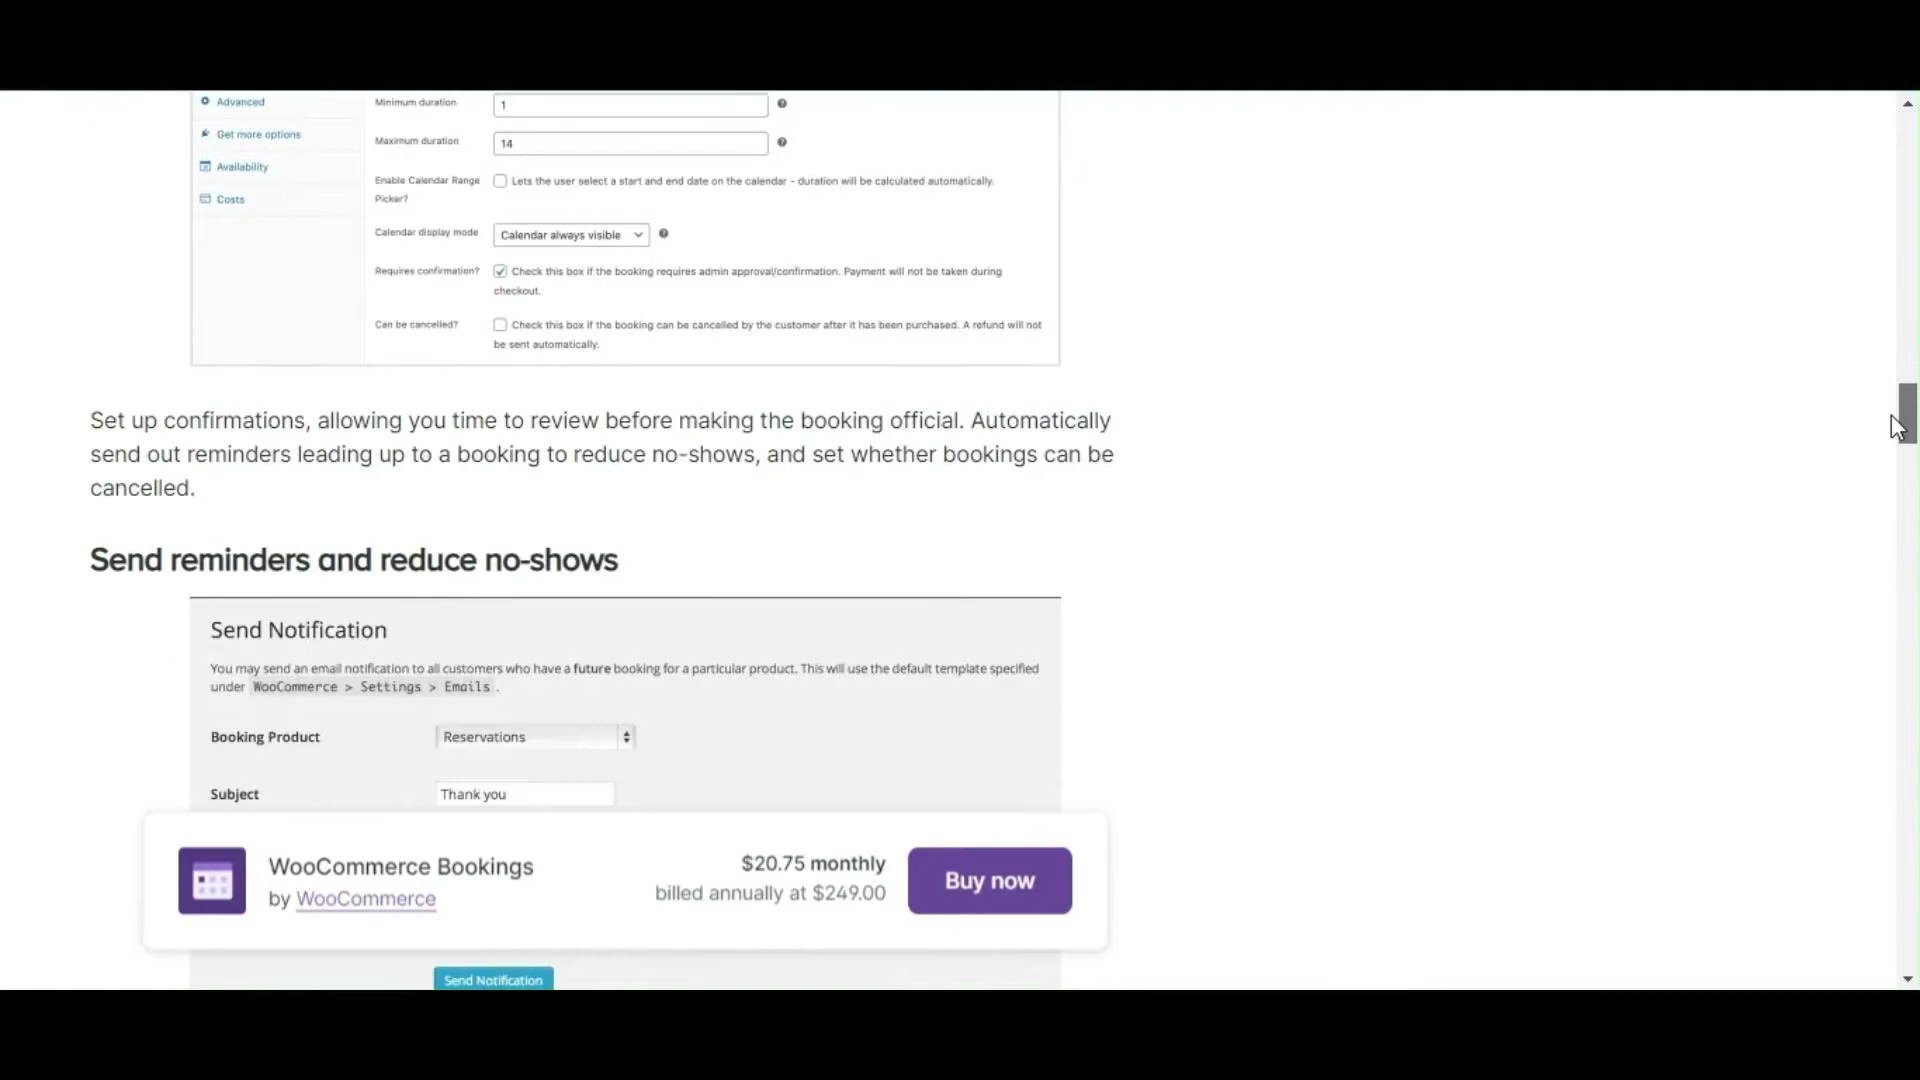 Advanced
Minimum duration 1
Get more options
Maximum duration 14
Availability
Enable Calendar Range Picker? Lets the user select a start and end date on the calendar - duration will be calculated automatically.
Costs
Calendar display mode Calendar always visible
Requires confirmation? Check this box if the booking requires admin approval/confirmation. Payment will not be taken during
checkout.
Can be cancelled? Check this box if the booking can be cancelled by the customer after it has been purchased. A refund will not
be sent automatically.
Set up confirmations, allowing you time to review before making the booking official. Automatically
send out reminders leading up to a booking to reduce no-shows, and set whether bookings can be
cancelled.
Send reminders and reduce no-shows
Send Notification
You may send an email notification to all customers who have a future booking for a particular product. This will use the default template specified
under WooCommerce > Settings > Emails .
Booking Product Reservations
Subject Thank you
WooCommerce Bookings
by WooCommerce
$20.75 monthly
billed annually at $249.00
Buy now
Send Notification